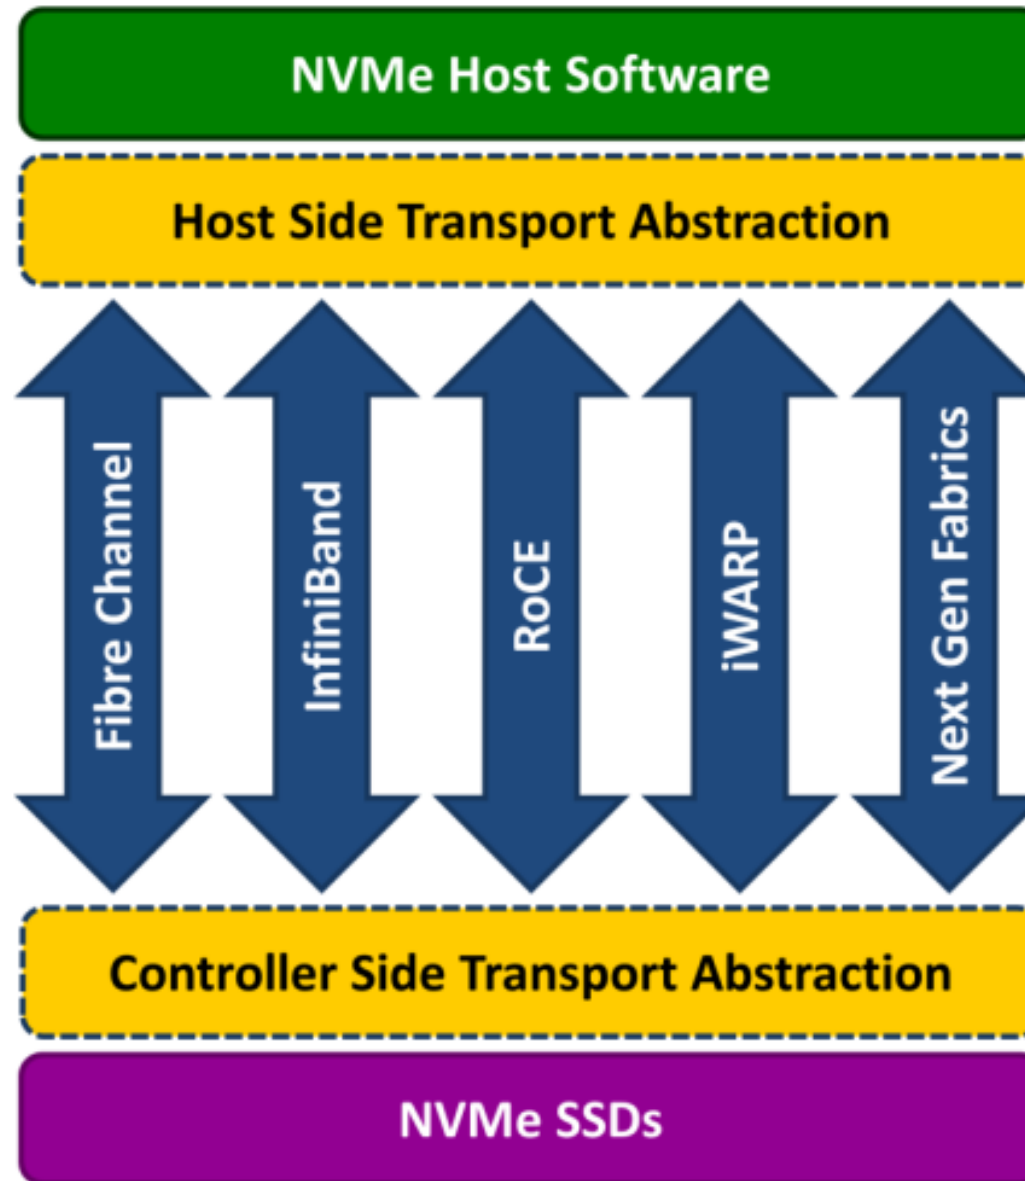 NVMe Host Software
Host Side Transport Abstraction
Fibre Channel
InfiniBand
RoCE
iWARP
Next Gen Fabrics
Controller Side Transport Abstraction
NVMe SSDs